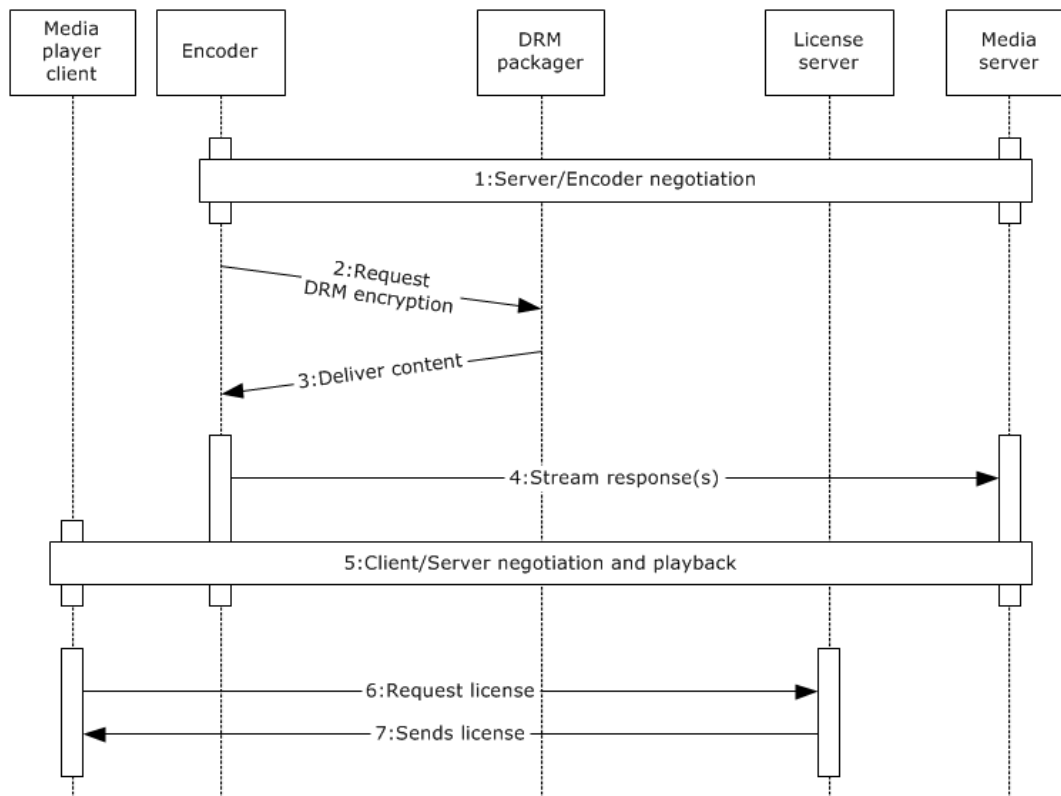 Media
player
client
Encoder
DRM
packager
License
server
Media
server
1:Server/Encoder negotiation
2:Request
DRM encryption
3:Deliver content
4:Stream response(s)
5:Client/Server negotiation and playback
6:Request license
7:Sends license